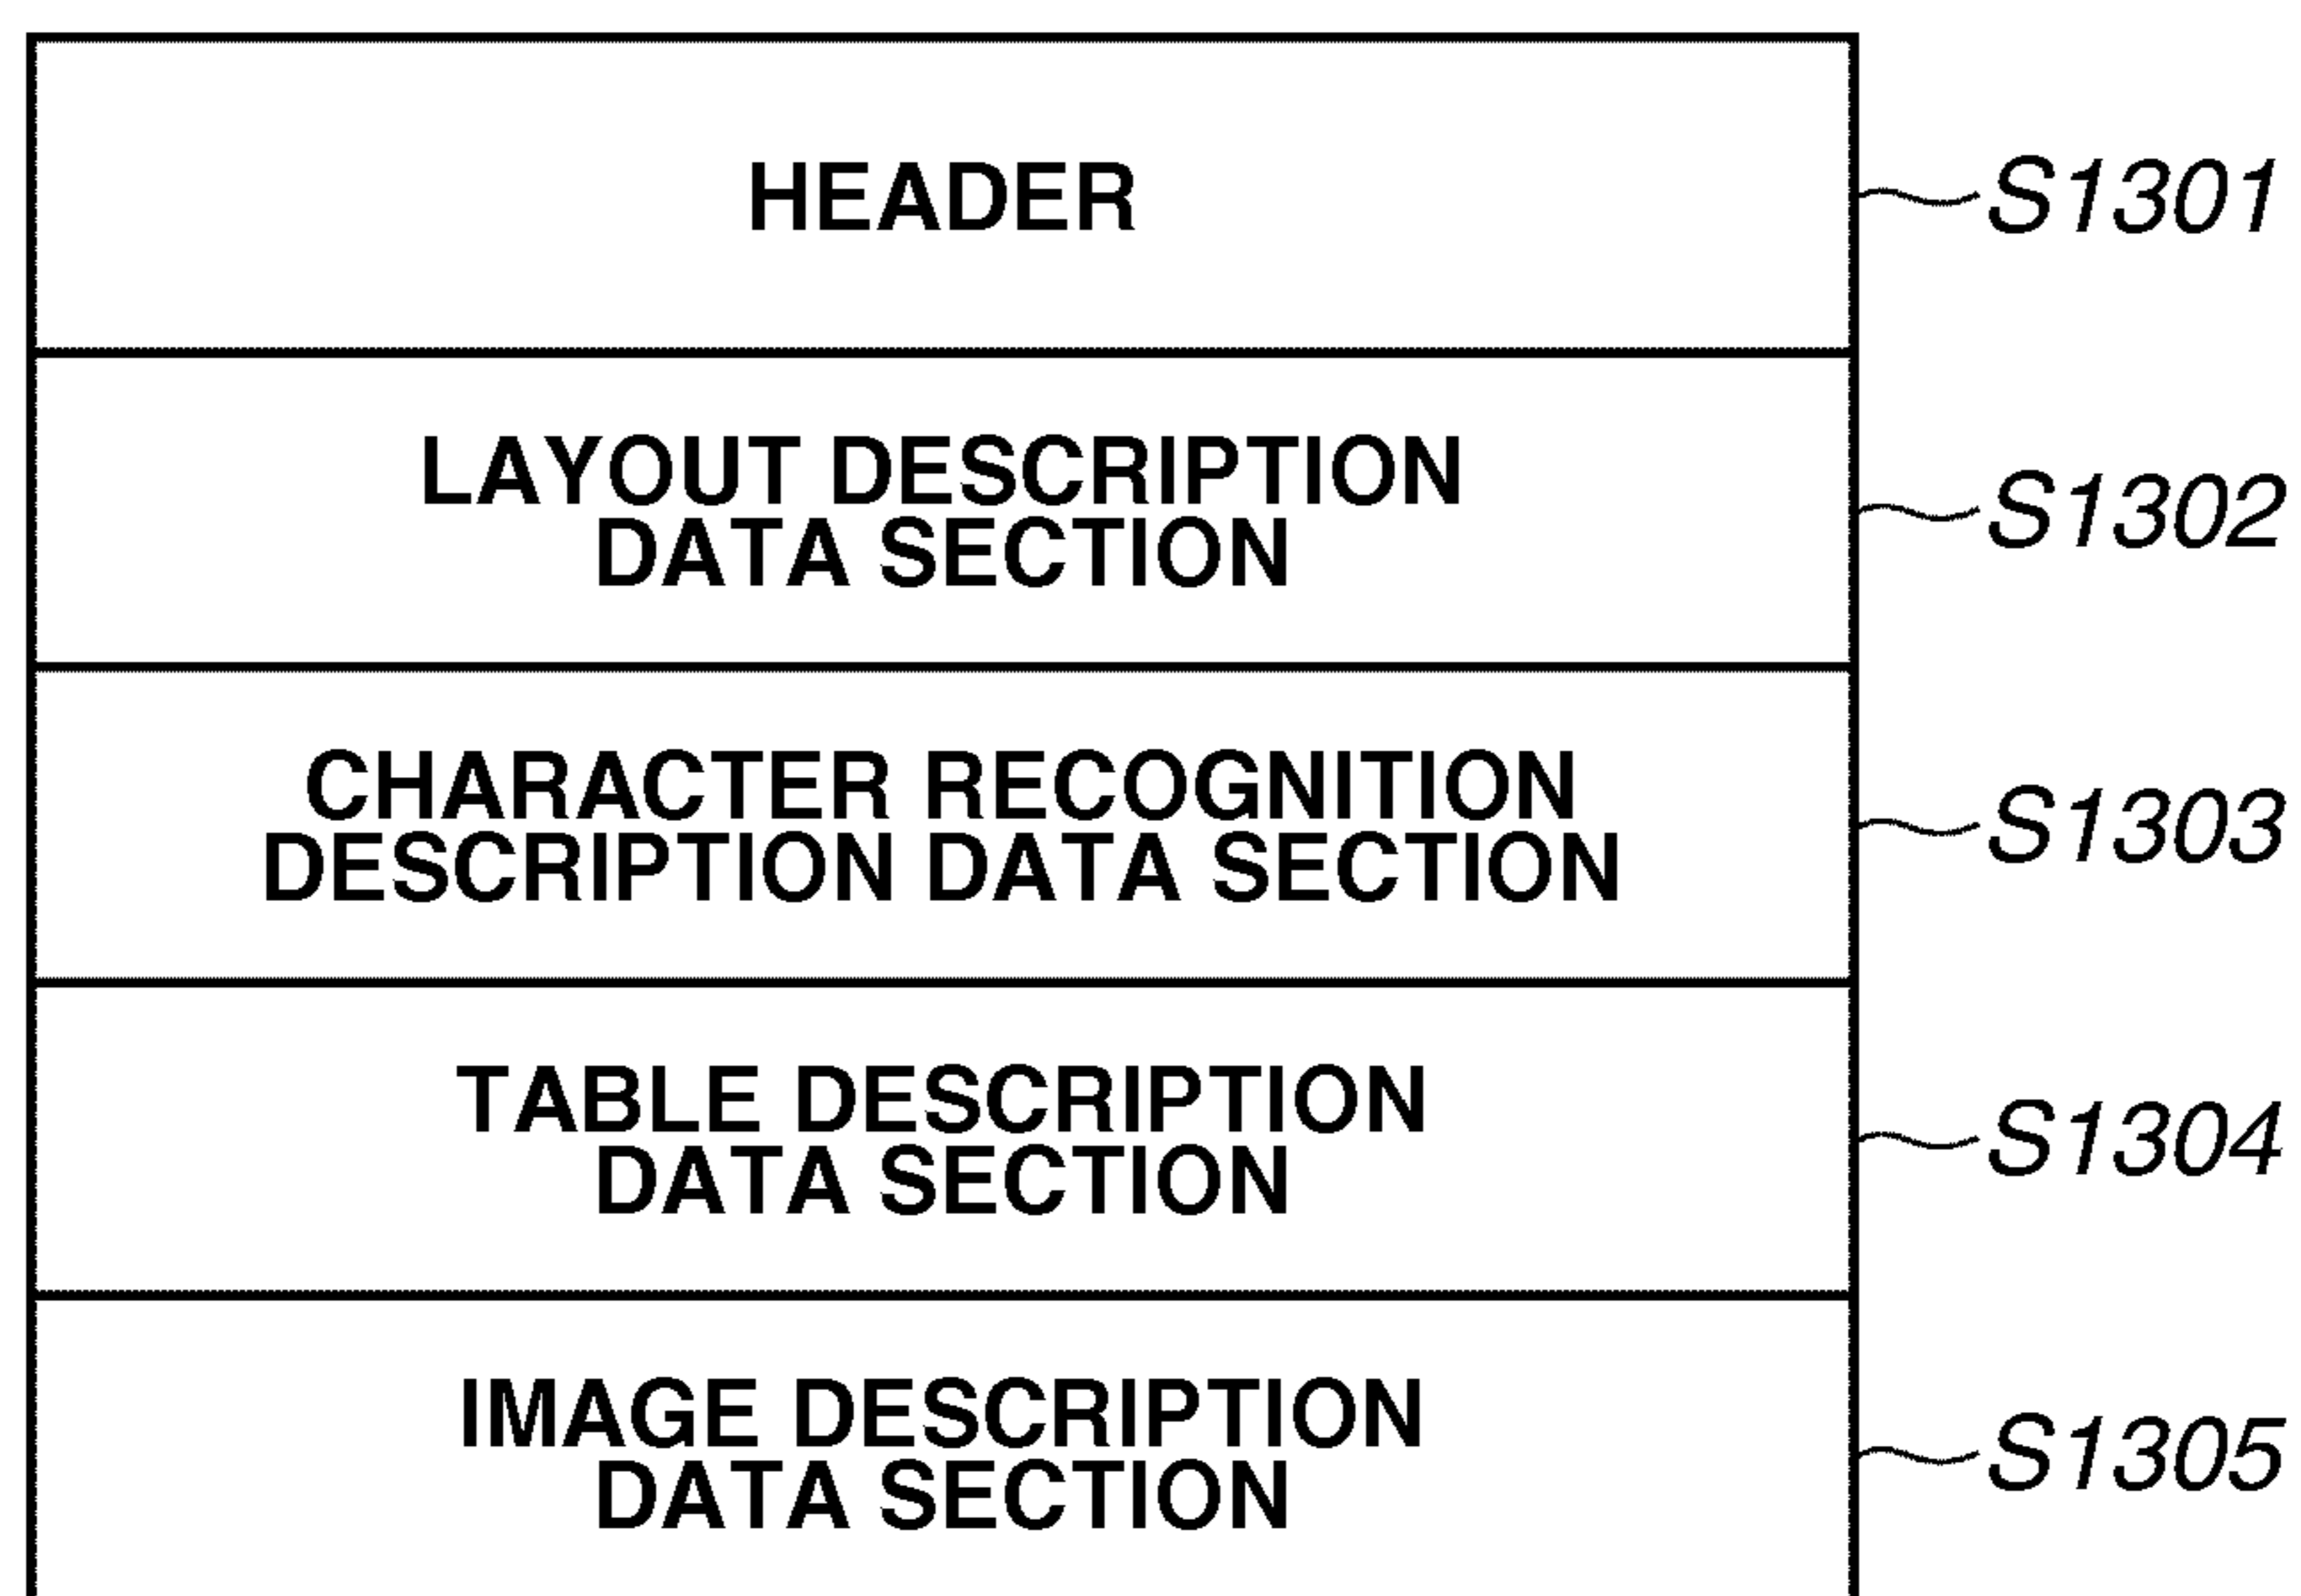 HEADER
S1301
LAYOUT DESCRIPTION
DATA SECTION
S1302
CHARACTER RECOGNITION
DESCRIPTION DATA SECTION
S1303
TABLE DESCRIPTION
DATA SECTION
S1304
IMAGE DESCRIPTION
DATA SECTION
S1305